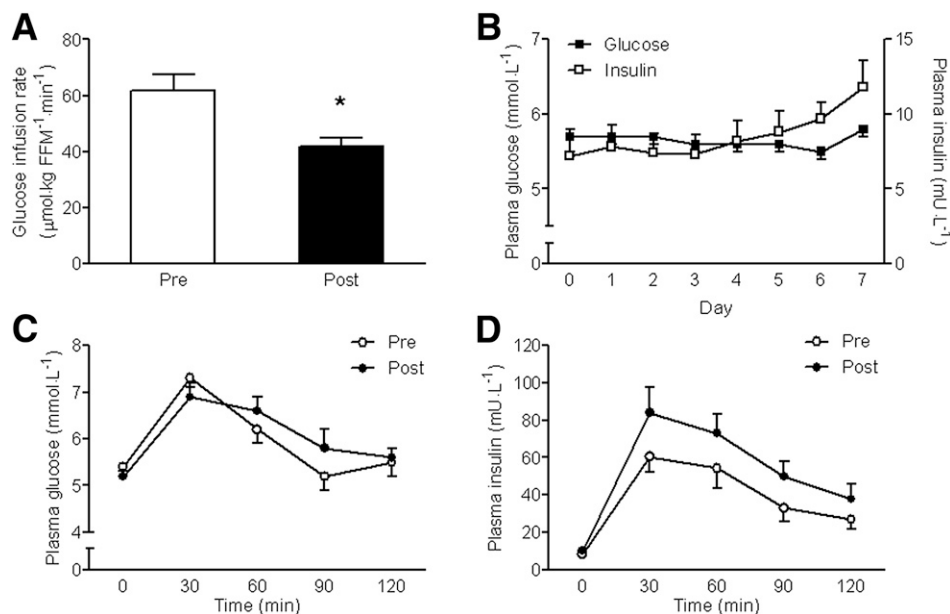 A
Glucose infusion rate
(μmol·kg FFM⁻¹·min⁻¹)
80
60
40
20
0
*
Pre
Post
B
Glucose
Insulin
Plasma glucose (mmol·L⁻¹)
7
6
5
0
Plasma insulin (mU·L⁻¹)
15
10
5
0
0 1 2 3 4 5 6 7
Day
C
Pre
Post
Plasma glucose (mmol·L⁻¹)
8
7
6
5
4
0
0 30 60 90 120
Time (min)
D
Pre
Post
Plasma insulin (mU·L⁻¹)
120
100
80
60
40
20
0
0 30 60 90 120
Time (min)